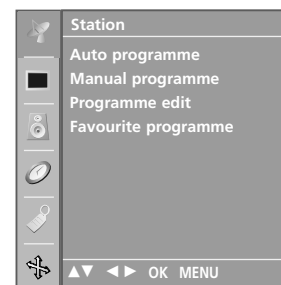 Station
Auto programme
Manual programme
Programme edit
Favourite programme
▲▼ ◄► OK MENU